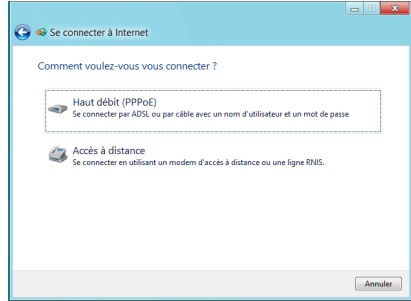 Se connecter à Internet
Comment voulez-vous vous connecter ?
Haut débit (PPPoE)
Se connecter par ADSL ou par câble avec un nom d'utilisateur et un mot de passe
Accès à distance
Se connecter en utilisant un modem d'accès à distance ou une ligne RNIS.
Annuler